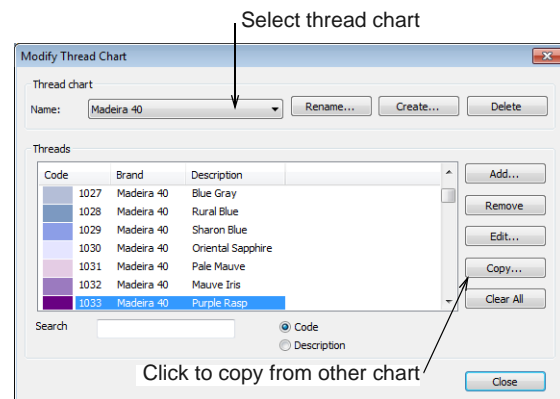 Select thread chart
Modify Thread Chart
Thread chart
Name: Madeira 40 Rename... Create... Delete
Threads
Code Brand Description Add...
1027 Madeira 40 Blue Gray
1028 Madeira 40 Rural Blue Remove
1029 Madeira 40 Sharon Blue
1030 Madeira 40 Oriental Sapphire Edit...
1031 Madeira 40 Pale Mauve
1032 Madeira 40 Mauve Iris Copy...
1033 Madeira 40 Purple Rasp Clear All
Search Code
Description
Click to copy from other chart
Close